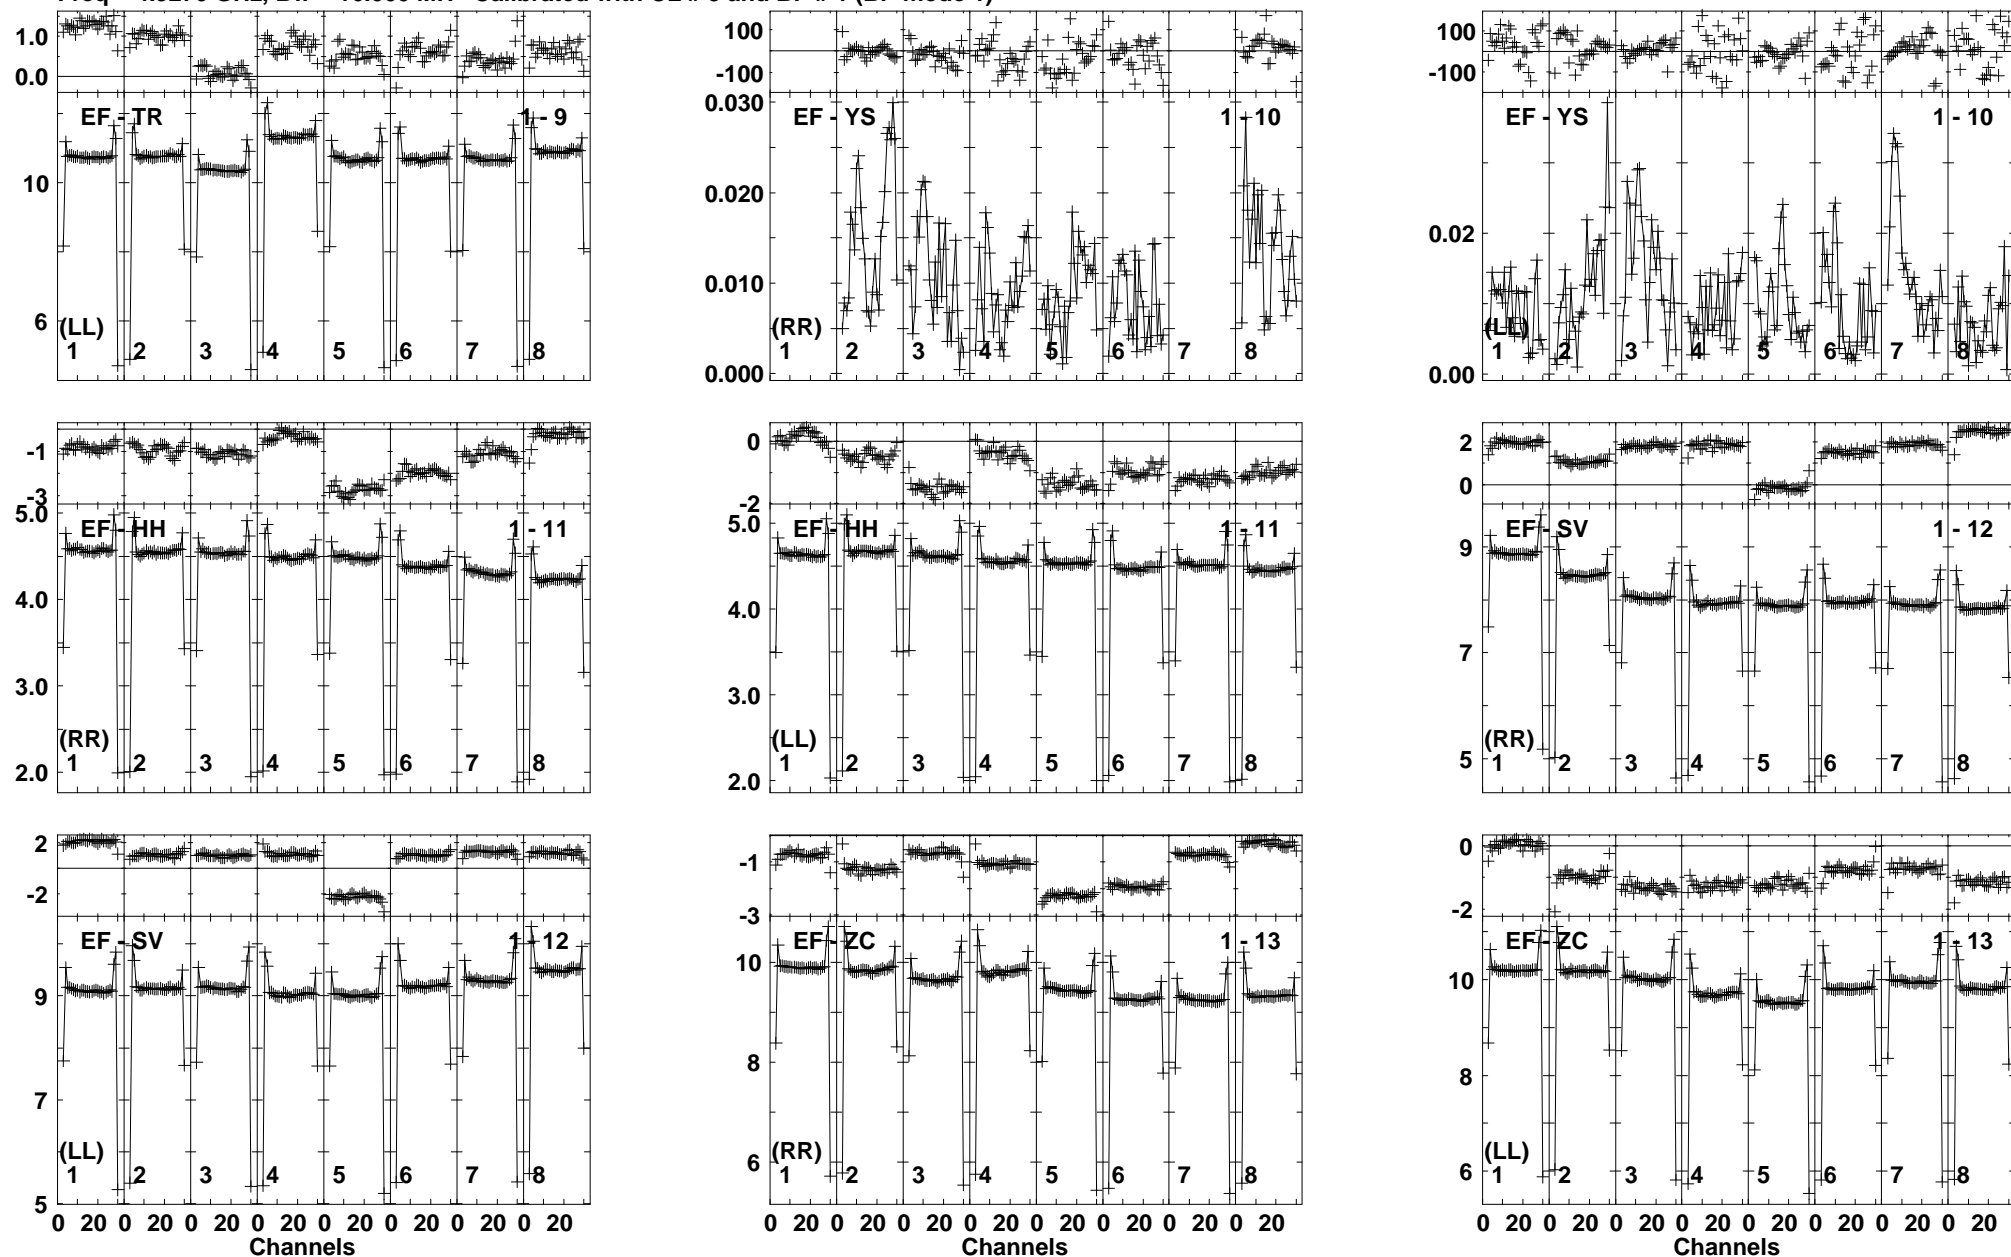 1.0
0.0
EF - TR 1 - 9
10
6
(LL)
1 2 3 4 5 6 7 8
100
-100
0.030
EF - YS 1 - 10
0.020
0.010
(RR)
1 2 3 4 5 6 7 8
0.000
100
-100
EF - YS 1 - 10
0.02
(LL)
1 2 3 4 5 6 7 8
0.00
-1
-3
5.0
EF - HH 1 - 11
4.0
3.0
(RR)
1 2 3 4 5 6 7 8
2.0
0
-2
5.0
EF - HH 1 - 11
4.0
3.0
(LL)
1 2 3 4 5 6 7 8
2.0
2
0
EF - SV 1 - 12
9
7
(RR)
1 2 3 4 5 6 7 8
5
2
-2
EF - SV 1 - 12
9
7
(LL)
1 2 3 4 5 6 7 8
5
0 20 0 20 0 20 0 20 0 20 0 20 0 20 0 20
Channels
-1
-3
EF - ZC 1 - 13
10
8
6
(RR)
1 2 3 4 5 6 7 8
0 20 0 20 0 20 0 20 0 20 0 20 0 20 0 20
Channels
0
-2
EF - ZC 1 - 13
10
8
6
(LL)
1 2 3 4 5 6 7 8
0 20 0 20 0 20 0 20 0 20 0 20 0 20 0 20
Channels